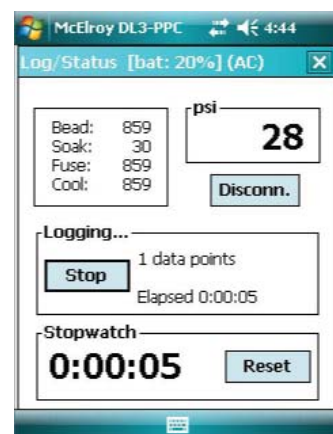 McElroy DL3-PPC 4:44
Log/Status [bat: 20%] (AC)
Bead: 859
Soak: 30
Fuse: 859
Cool: 859
psi
28
Disconn.
Logging...
Stop
1 data points
Elapsed 0:00:05
Stopwatch
0:00:05
Reset